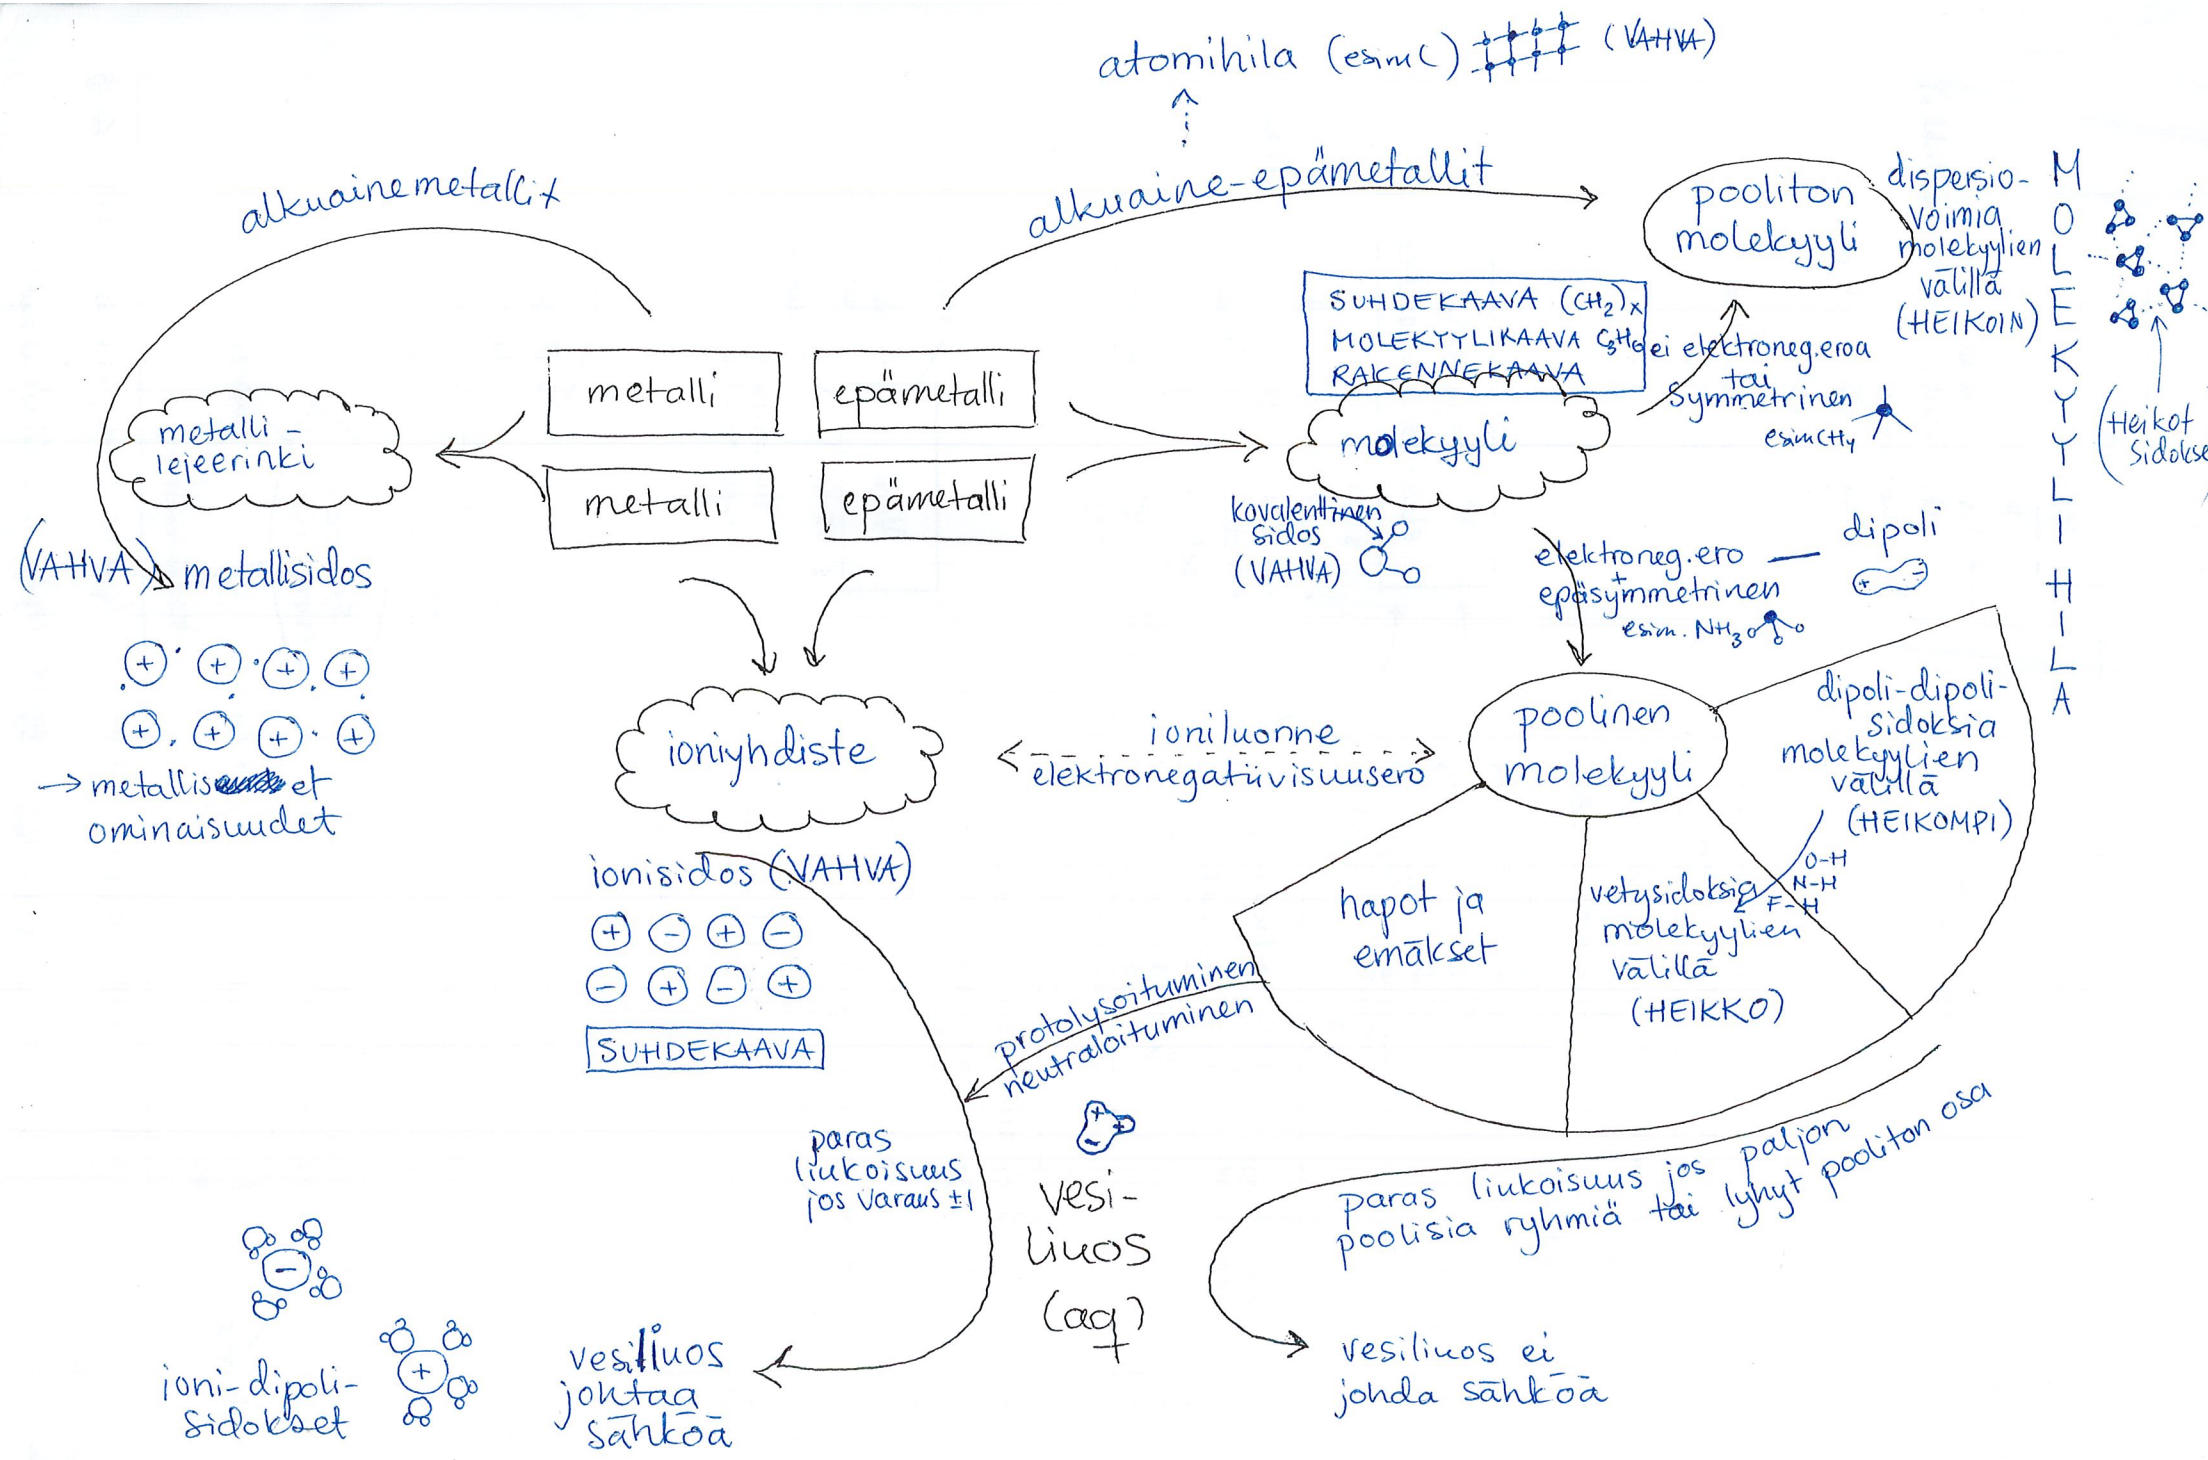 atomihila (esim C) (VAHVA)
alkuainemetallit
alkuaine-epämetallit
pooliton
molekyyli
dispersio-
voimia
molekyylien
välillä
(HEIKOIN)
MOLEKYYLIHILA
(Heikot
sidokse
SUHDEKAAVA (CH2)x
MOLEKYYLIKAAVA C3H6
RAKENNEKAAVA
ei elektroneg.eroa
tai
Symmetrinen
esim CH4
metalli
epämetalli
metalli
epämetalli
metalli-
lejeerinki
molekyyli
kovalenttinen
sidos
(VAHVA)
(VAHVA) metallisidos
+ + + +
+ + + +
→ metalliset
ominaisuudet
elektroneg.ero — dipoli
+
epäsymmetrinen
esim. NH3
+ -
ioniyhdiste
ioniluonne
elektronegatiivisuusero
poolinen
molekyyli
dipoli-dipoli-
sidoksia
molekyylien
välillä
(HEIKOMPI)
O-H
N-H
F-H
ionisidos (VAHVA)
+ - + -
- + - +
SUHDEKAAVA
hapot ja
emäkset
vetysidoksia
molekyylien
välillä
(HEIKKO)
protolysoituminen
neutraloituminen
paras
liukoisuus
jos varaus ±1
+ +
-
vesi-
liuos
(aq)
paras liukoisuus jos paljon
poolisia ryhmiä tai lyhyt pooliton osa
-
+
ioni-dipoli-
sidokset
vesiliuos
johtaa
sähköä
vesiliuos ei
johda sähköä